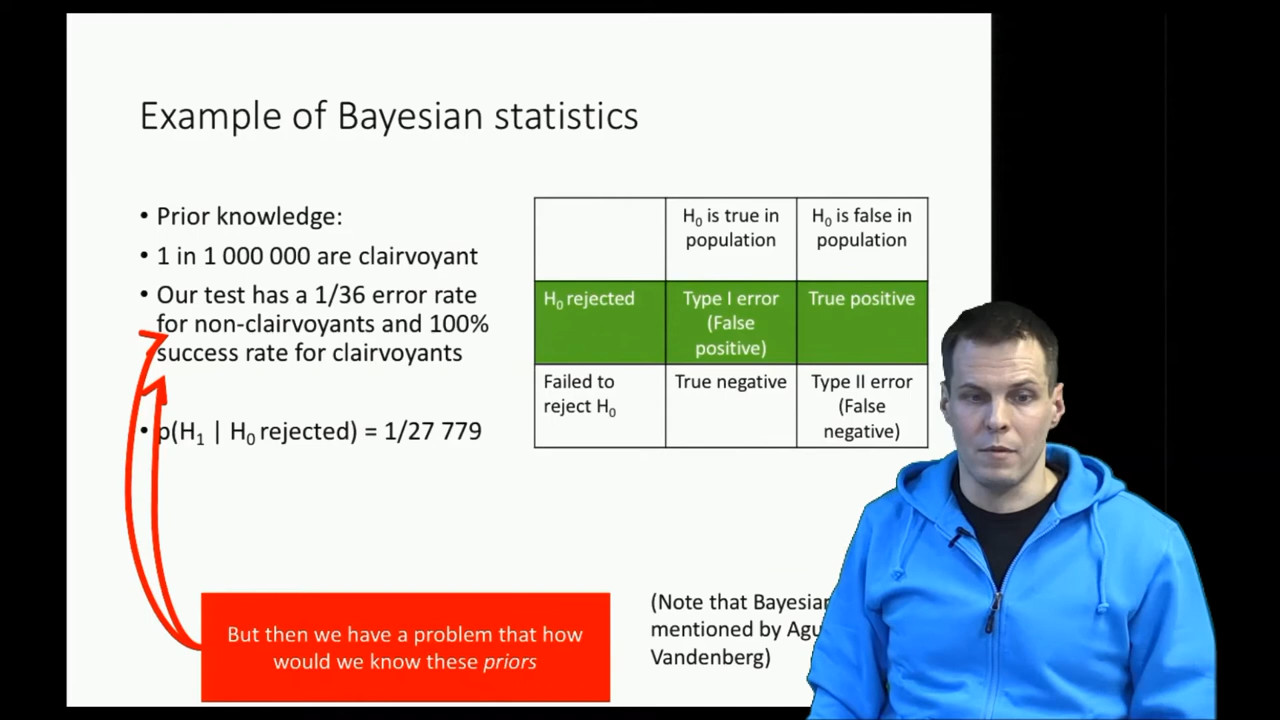 Example of Bayesian statistics
• Prior knowledge:
• 1 in 1 000 000 are clairvoyant
• Our test has a 1/36 error rate
for non-clairvoyants and 100%
success rate for clairvoyants
• p(H₁ | H₀ rejected) = 1/27 779
H₀ is true in
population
H₀ is false in
population
H₀ rejected
Type I error
(False
positive)
True positive
Failed to
reject H₀
True negative
Type II error
(False
negative)
But then we have a problem that how
would we know these priors
(Note that Bayesian
mentioned by Agu
Vandenberg)